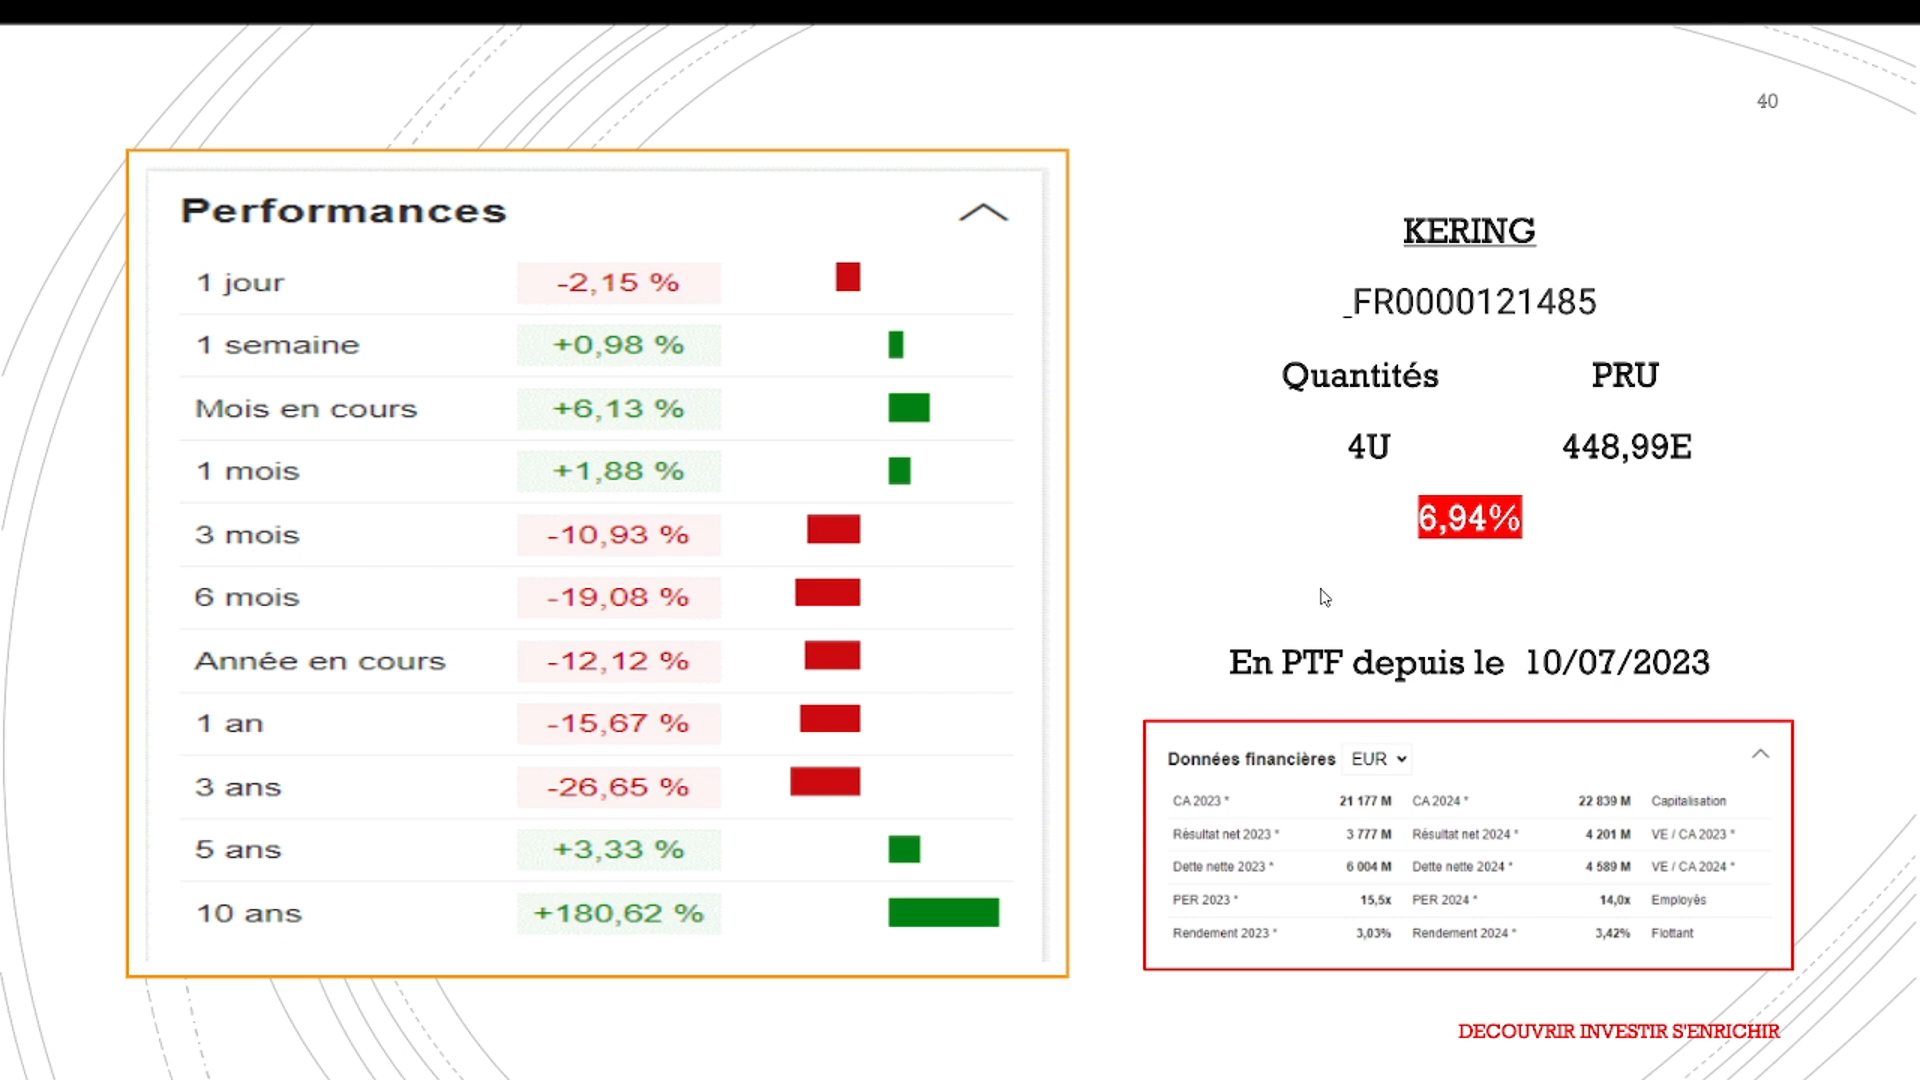 40
Performances
1 jour -2,15 %
1 semaine +0,98 %
Mois en cours +6,13 %
1 mois +1,88 %
3 mois -10,93 %
6 mois -19,08 %
Année en cours -12,12 %
1 an -15,67 %
3 ans -26,65 %
5 ans +3,33 %
10 ans +180,62 %
KERING
_FR0000121485
Quantités PRU
4U 448,99E
6,94%
En PTF depuis le 10/07/2023
Données financières EUR
CA 2023 * 21 177 M CA 2024 * 22 839 M Capitalisation
Résultat net 2023 * 3 777 M Résultat net 2024 * 4 201 M VE / CA 2023 *
Dette nette 2023 * 6 004 M Dette nette 2024 * 4 589 M VE / CA 2024 *
PER 2023 * 15,5x PER 2024 * 14,0x Employés
Rendement 2023 * 3,03% Rendement 2024 * 3,42% Flottant
DECOUVRIR INVESTIR S'ENRICHIR